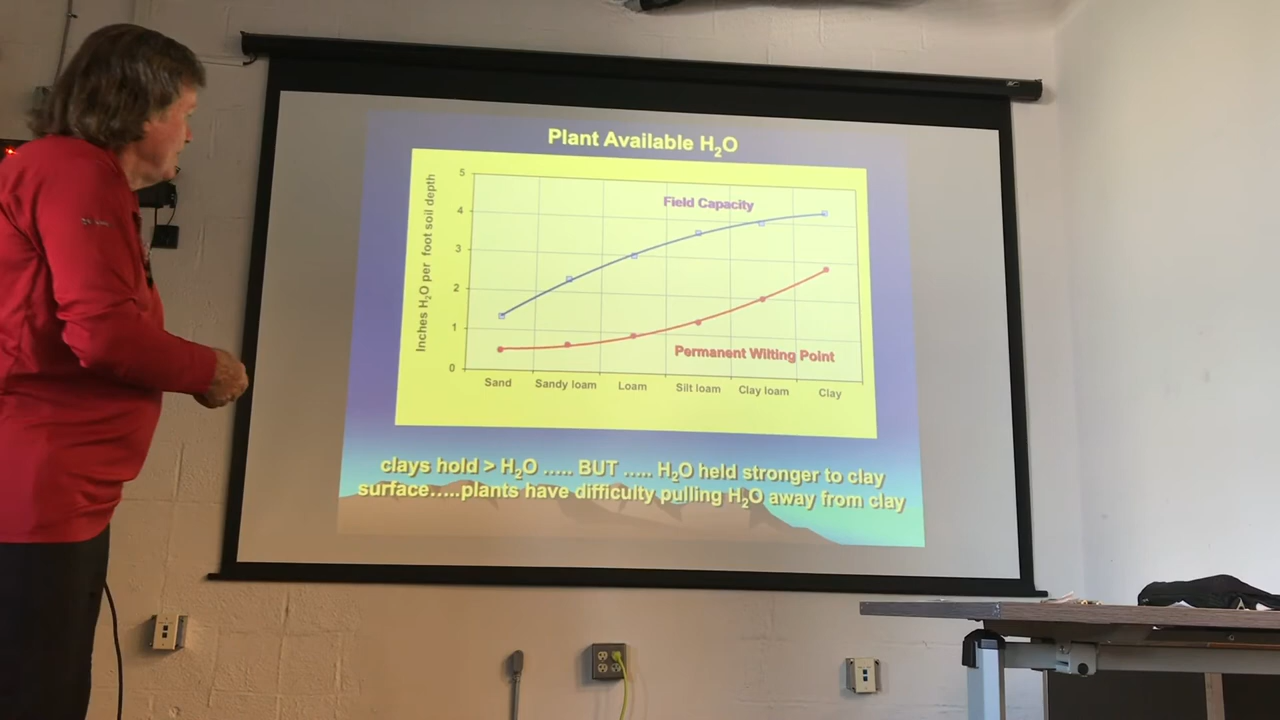 Plant Available H₂O
Inches H₂O per foot soil depth
5
4
3
2
1
0
Field Capacity
Permanent Wilting Point
Sand Sandy loam Loam Silt loam Clay loam Clay
clays hold > H₂O ..... BUT ..... H₂O held stronger to clay
surface.....plants have difficulty pulling H₂O away from clay